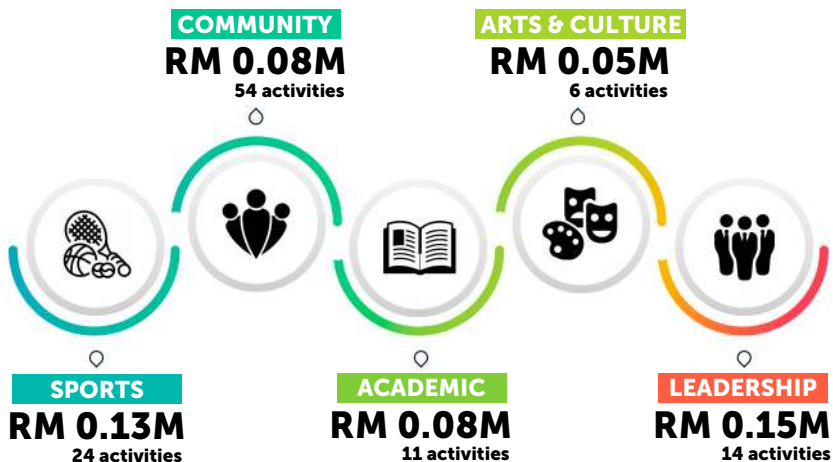 COMMUNITY
RM 0.08M
54 activities
ARTS & CULTURE
RM 0.05M
6 activities
SPORTS
RM 0.13M
24 activities
ACADEMIC
RM 0.08M
11 activities
LEADERSHIP
RM 0.15M
14 activities